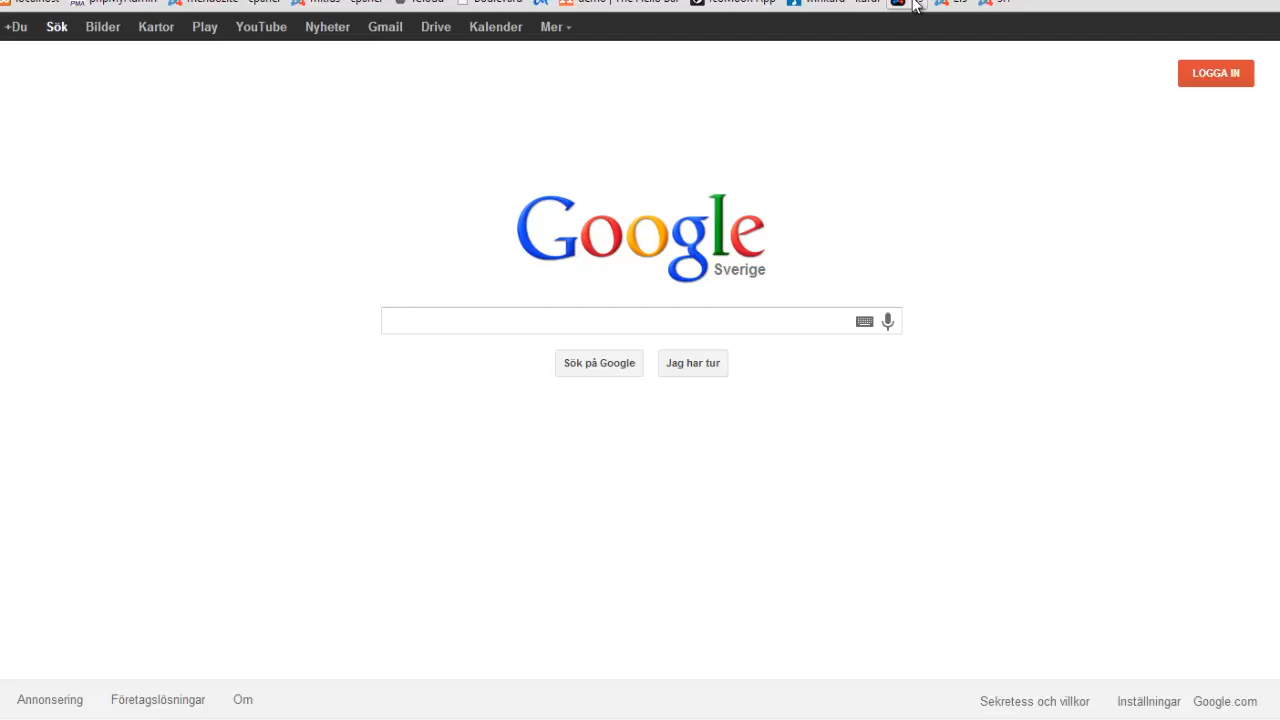 +Du Sök Bilder Kartor Play YouTube Nyheter Gmail Drive Kalender Mer
LOGGA IN
Google
Sverige
Sök på Google Jag har tur
Annonsering Företagslösningar Om Sekretess och villkor Inställningar Google.com